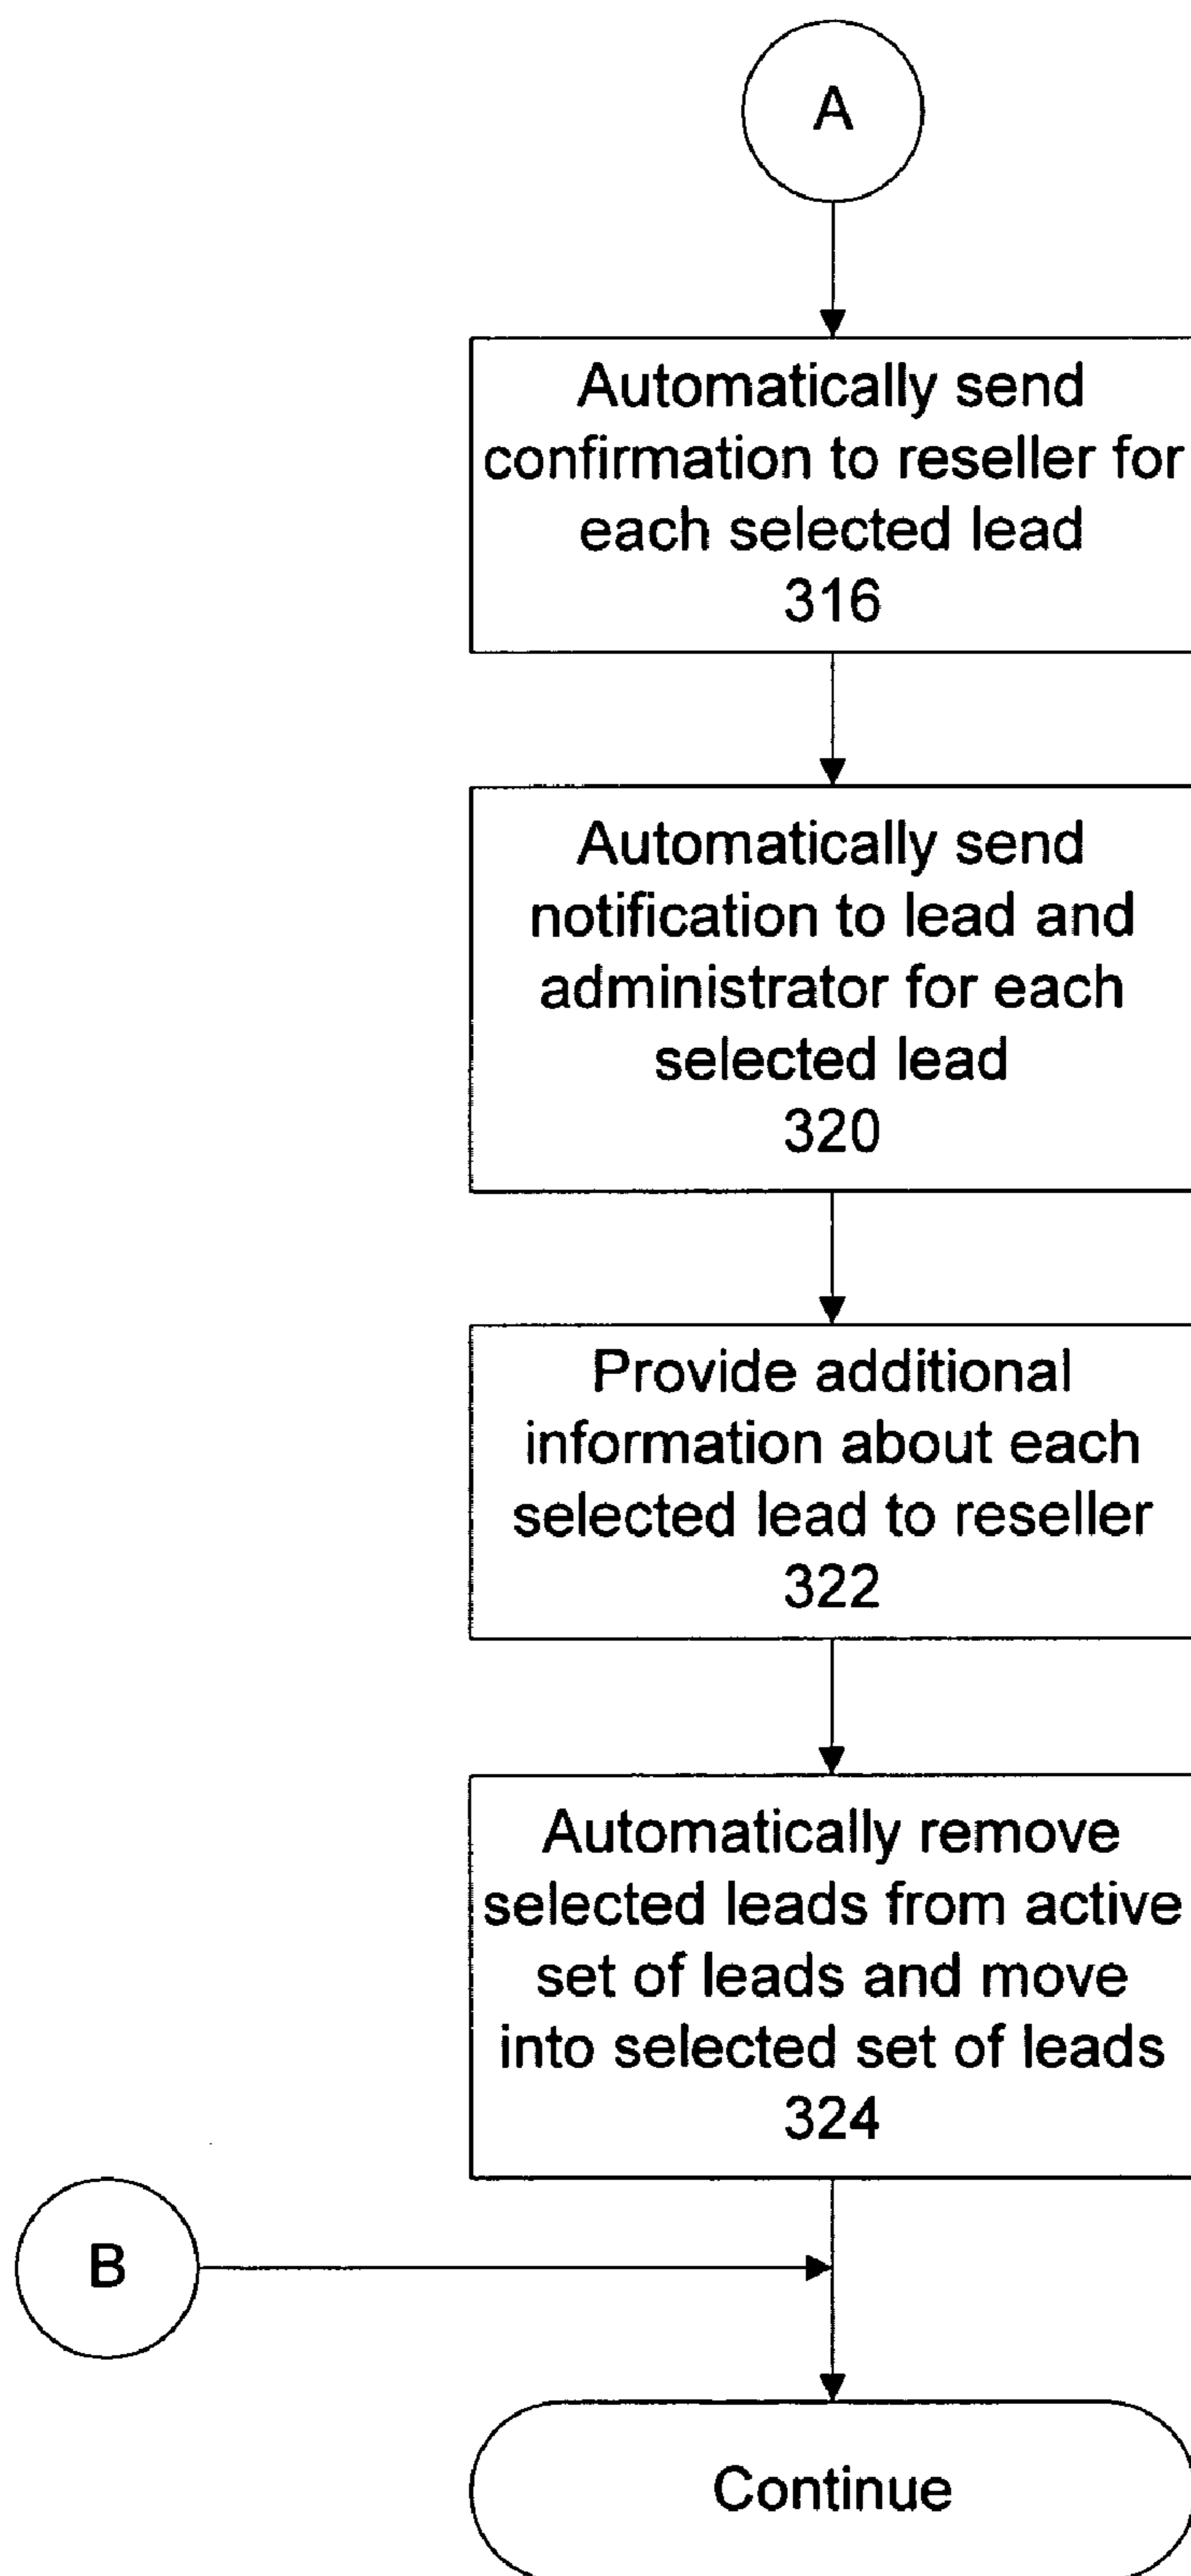 A
Automatically send
confirmation to reseller for
each selected lead
316
Automatically send
notification to lead and
administrator for each
selected lead
320
Provide additional
information about each
selected lead to reseller
322
Automatically remove
selected leads from active
set of leads and move
into selected set of leads
324
B
Continue